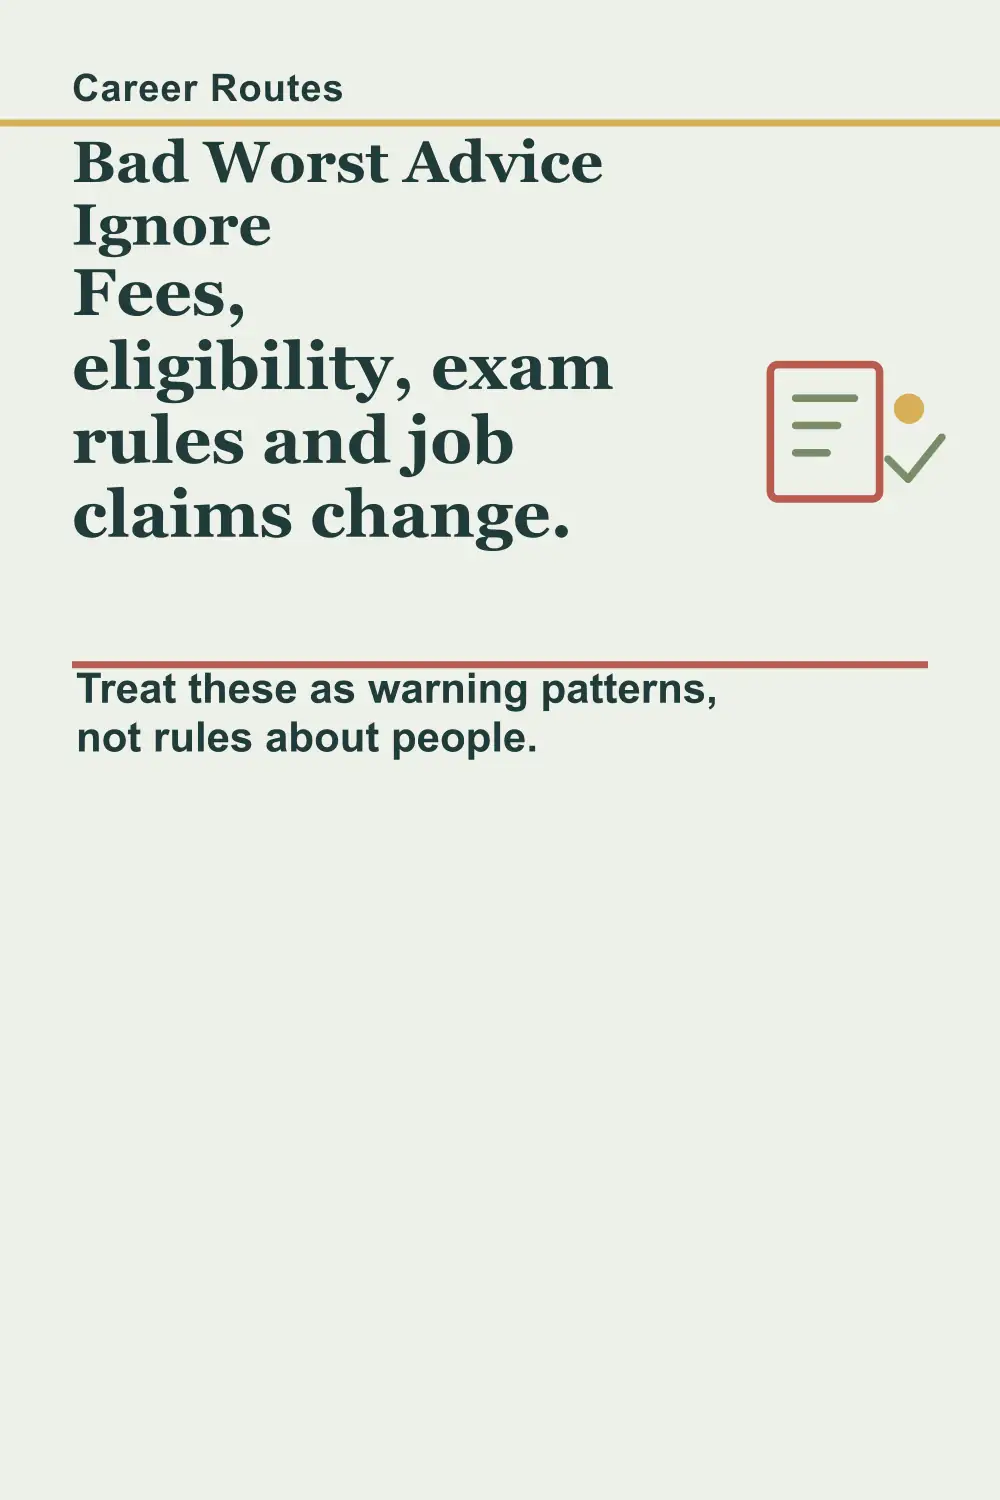 Career Routes
Bad Worst Advice
Ignore
Fees,
eligibility, exam
rules and job
claims change.
Treat these as warning patterns,
not rules about people.